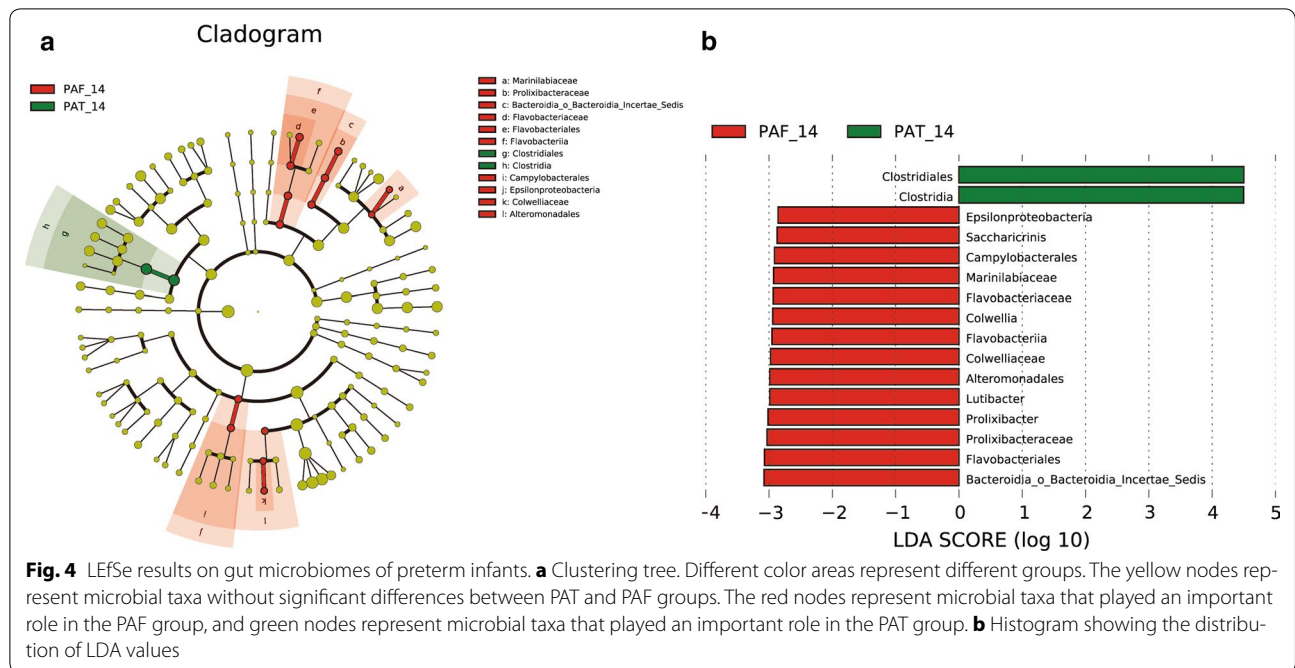 a
Cladogram
PAF_14
PAT_14
a: Marinilabiaceae
b: Prolixibacteraceae
c: Bacteroidia_o_Bacteroidia_Incertae_Sedis
d: Flavobacteriaceae
e: Flavobacteriales
f: Flavobacteriia
g: Clostridiales
h: Clostridia
i: Campylobacterales
j: Epsilonproteobacteria
k: Colwelliaceae
l: Alteromonadales
f
e
d
c
b
a
h
g
i
j
k
l
b
PAF_14
PAT_14
Clostridiales
Clostridia
Epsilonproteobacteria
Saccharicrinis
Campylobacterales
Marinilabiaceae
Flavobacteriaceae
Colwellia
Flavobacteriia
Colwelliaceae
Alteromonadales
Lutibacter
Prolixibacter
Prolixibacteraceae
Flavobacteriales
Bacteroidia_o_Bacteroidia_Incertae_Sedis
-4 −3 −2 −1 0 1 2 3 4 5
LDA SCORE (log 10)
Fig. 4 LEfSe results on gut microbiomes of preterm infants. a Clustering tree. Different color areas represent different groups. The yellow nodes rep-
resent microbial taxa without significant differences between PAT and PAF groups. The red nodes represent microbial taxa that played an important
role in the PAF group, and green nodes represent microbial taxa that played an important role in the PAT group. b Histogram showing the distribu-
tion of LDA values